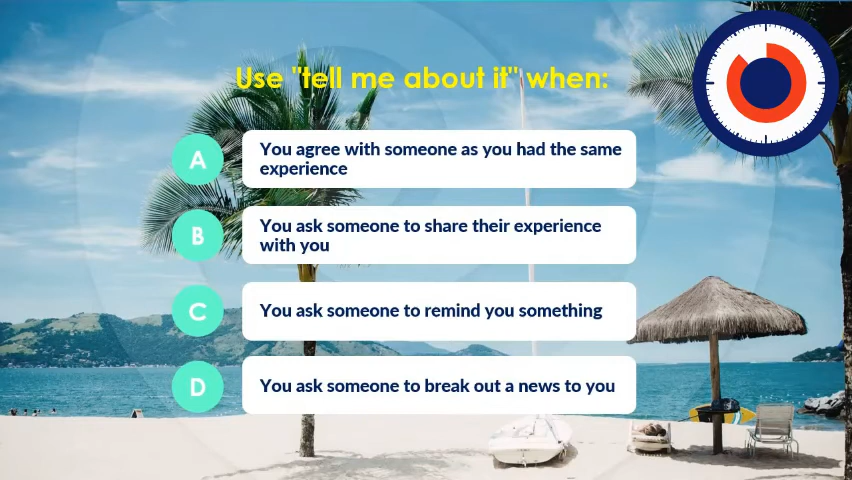 Use "tell me about it" when:
A
You agree with someone as you had the same
experience
B
You ask someone to share their experience
with you
C
You ask someone to remind you something
D
You ask someone to break out a news to you